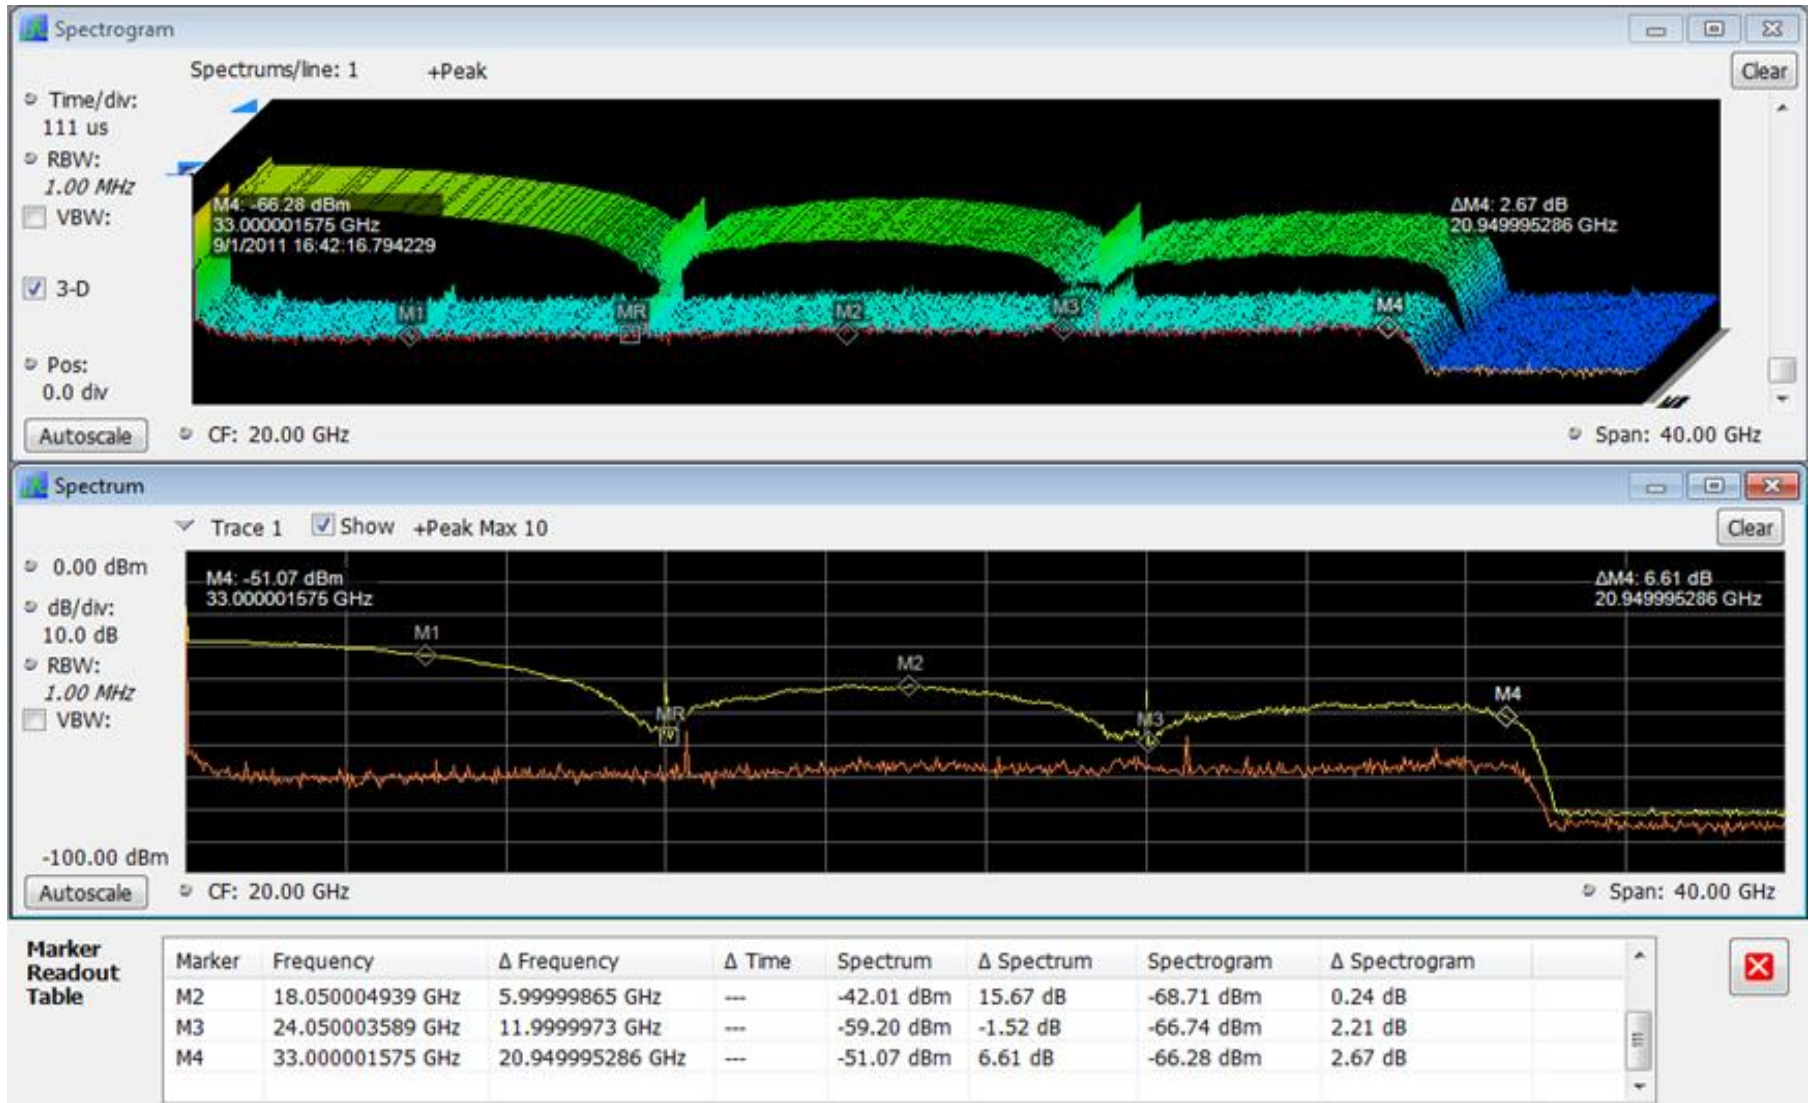 Spectrogram
Spectrums/line: 1 +Peak
Clear
Time/div:
111 us
RBW:
1.00 MHz
VBW:
3-D
Pos:
0.0 div
Autoscale
M4: -66.28 dBm
33.000001575 GHz
9/1/2011 16:42:16.794229
ΔM4: 2.67 dB
20.949995286 GHz
M1 MR M2 M3 M4
CF: 20.00 GHz
Span: 40.00 GHz
Spectrum
Trace 1 Show +Peak Max 10
Clear
0.00 dBm
dB/div:
10.0 dB
RBW:
1.00 MHz
VBW:
-100.00 dBm
Autoscale
M4: -51.07 dBm
33.000001575 GHz
ΔM4: 6.61 dB
20.949995286 GHz
M1 MR M2 M3 M4
CF: 20.00 GHz
Span: 40.00 GHz
Marker
Readout
Table
Marker Frequency Δ Frequency Δ Time Spectrum Δ Spectrum Spectrogram Δ Spectrogram
M2 18.050004939 GHz 5.99999865 GHz --- -42.01 dBm 15.67 dB -68.71 dBm 0.24 dB
M3 24.050003589 GHz 11.9999973 GHz --- -59.20 dBm -1.52 dB -66.74 dBm 2.21 dB
M4 33.000001575 GHz 20.949995286 GHz --- -51.07 dBm 6.61 dB -66.28 dBm 2.67 dB